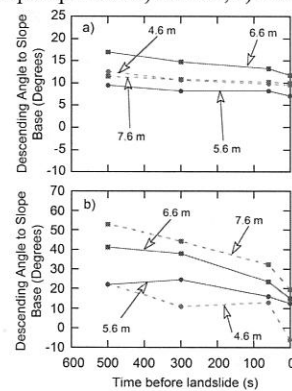 a)
25
20
15
10
5
0
-5
-10
Descending Angle to Slope
Base (Degrees)
4.6 m
6.6 m
7.6 m
5.6 m
b)
70
60
50
40
30
20
10
0
-10
Descending Angle to Slope
Base (Degrees)
6.6 m
7.6 m
5.6 m
4.6 m
600 500 400 300 200 100
Time before landslide (s)